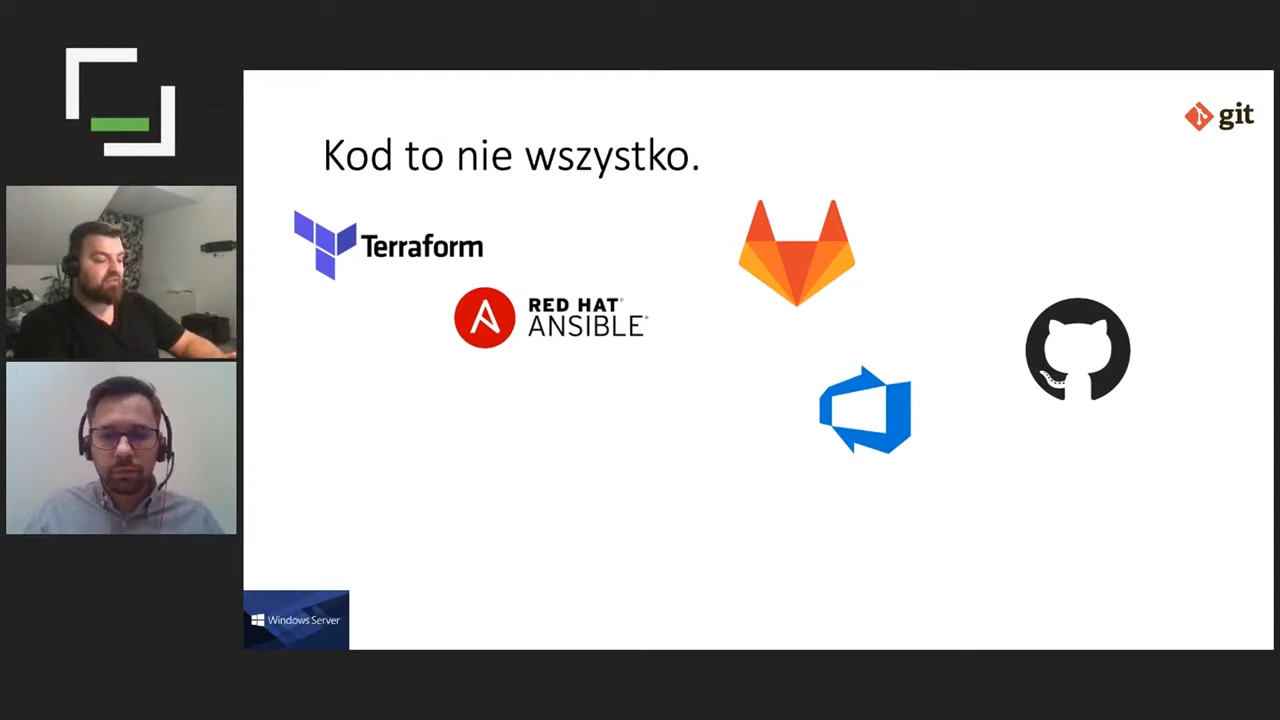 git
Kod to nie wszystko.
Terraform
RED HAT®
ANSIBLE®
Windows Server